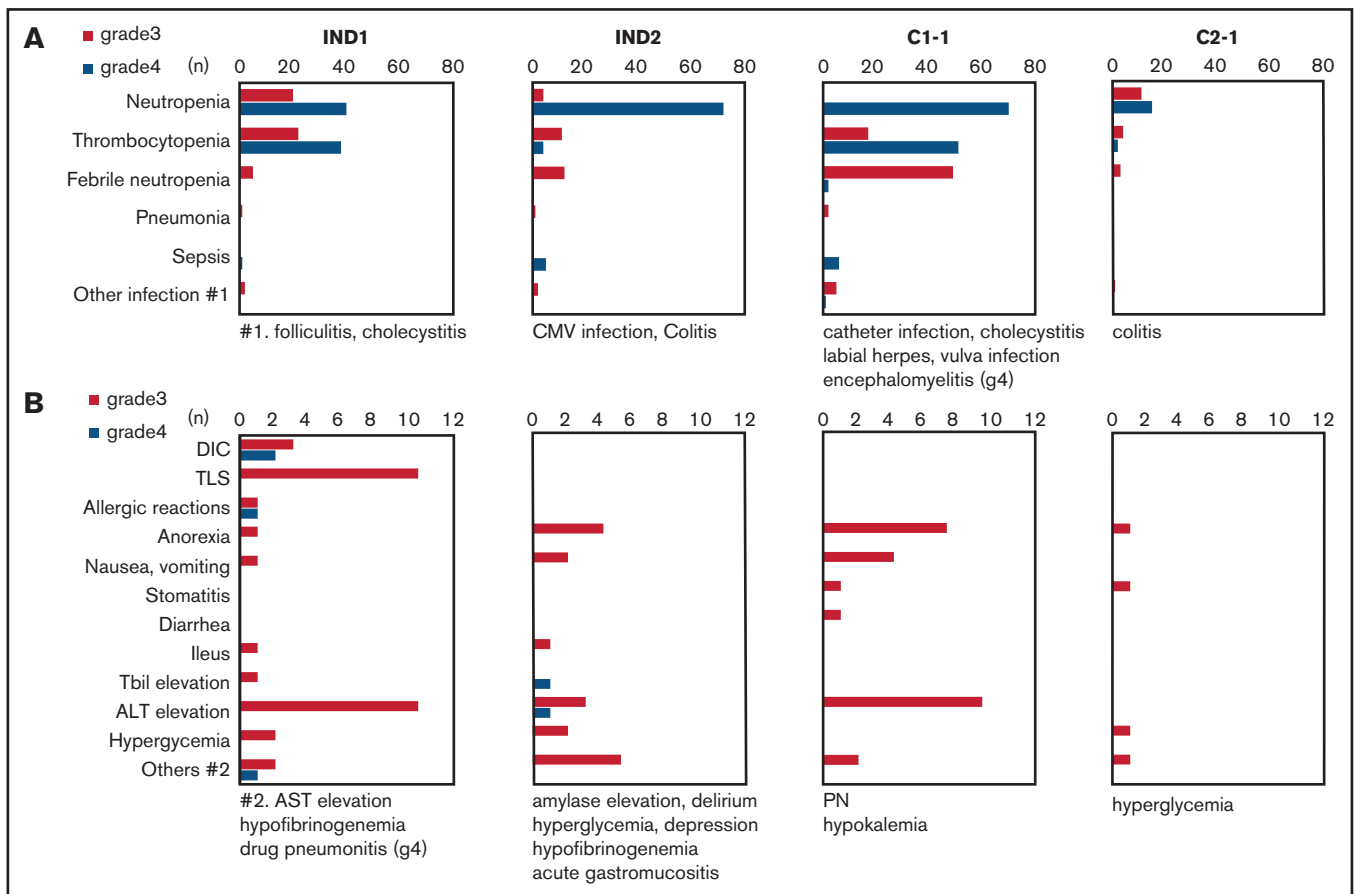 A
grade3
grade4 (n)
IND1 IND2 C1-1 C2-1
0 20 40 60 80 0 20 40 60 80 0 20 40 60 80 0 20 40 60 80
Neutropenia
Thrombocytopenia
Febrile neutropenia
Pneumonia
Sepsis
Other infection #1
#1. folliculitis, cholecystitis
CMV infection, Colitis
catheter infection, cholecystitis
labial herpes, vulva infection
encephalomyelitis (g4)
colitis
B
grade3
grade4 (n)
0 2 4 6 8 10 12 0 2 4 6 8 10 12 0 2 4 6 8 10 12 0 2 4 6 8 10 12
DIC
TLS
Allergic reactions
Anorexia
Nausea, vomiting
Stomatitis
Diarrhea
Ileus
Tbil elevation
ALT elevation
Hypergycemia
Others #2
#2. AST elevation
hypofibrinogenemia
drug pneumonitis (g4)
amylase elevation, delirium
hyperglycemia, depression
hypofibrinogenemia
acute gastromucositis
PN
hypokalemia
hyperglycemia